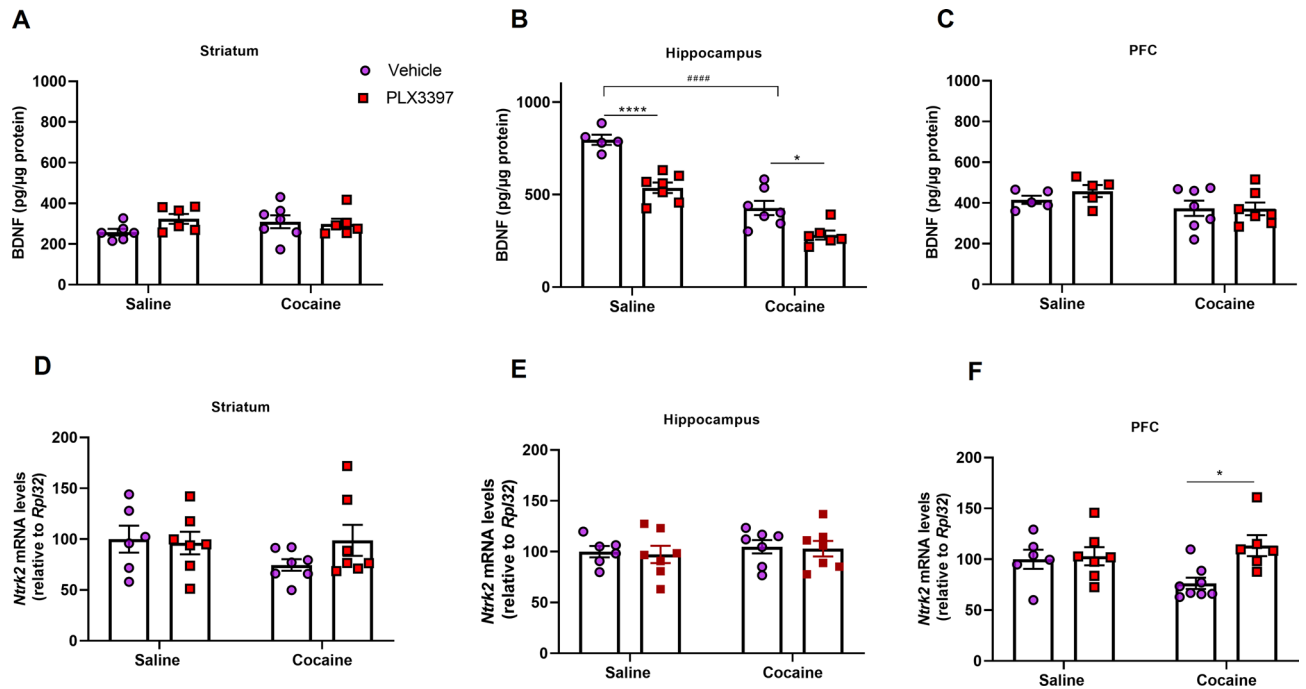 A
Striatum
1000
800
600
400
200
0
BDNF (pg/μg protein)
Saline
Cocaine
Vehicle
PLX3397
B
Hippocampus
1000
500
0
BDNF (pg/μg protein)
####
****
*
Saline
Cocaine
C
PFC
1000
800
600
400
200
0
BDNF (pg/μg protein)
Saline
Cocaine
D
Striatum
200
150
100
50
0
Ntrk2 mRNA levels
(relative to Rpl32)
Saline
Cocaine
E
Hippocampus
200
150
100
50
0
Ntrk2 mRNA levels
(relative to Rpl32)
Saline
Cocaine
F
PFC
200
150
100
50
0
Ntrk2 mRNA levels
(relative to Rpl32)
*
Saline
Cocaine